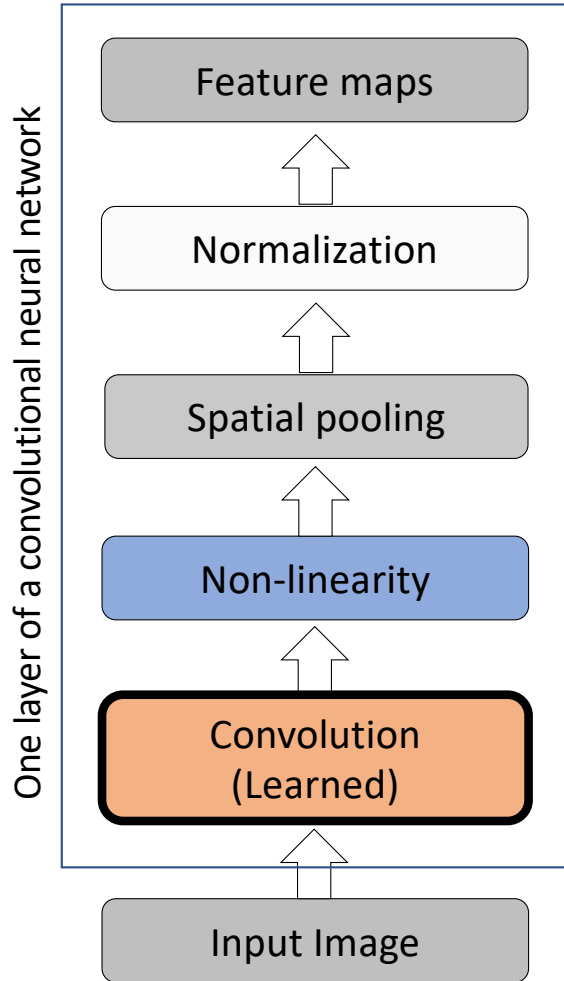 One layer of a convolutional neural network
Feature maps
Normalization
Spatial pooling
Non-linearity
Convolution
(Learned)
Input Image